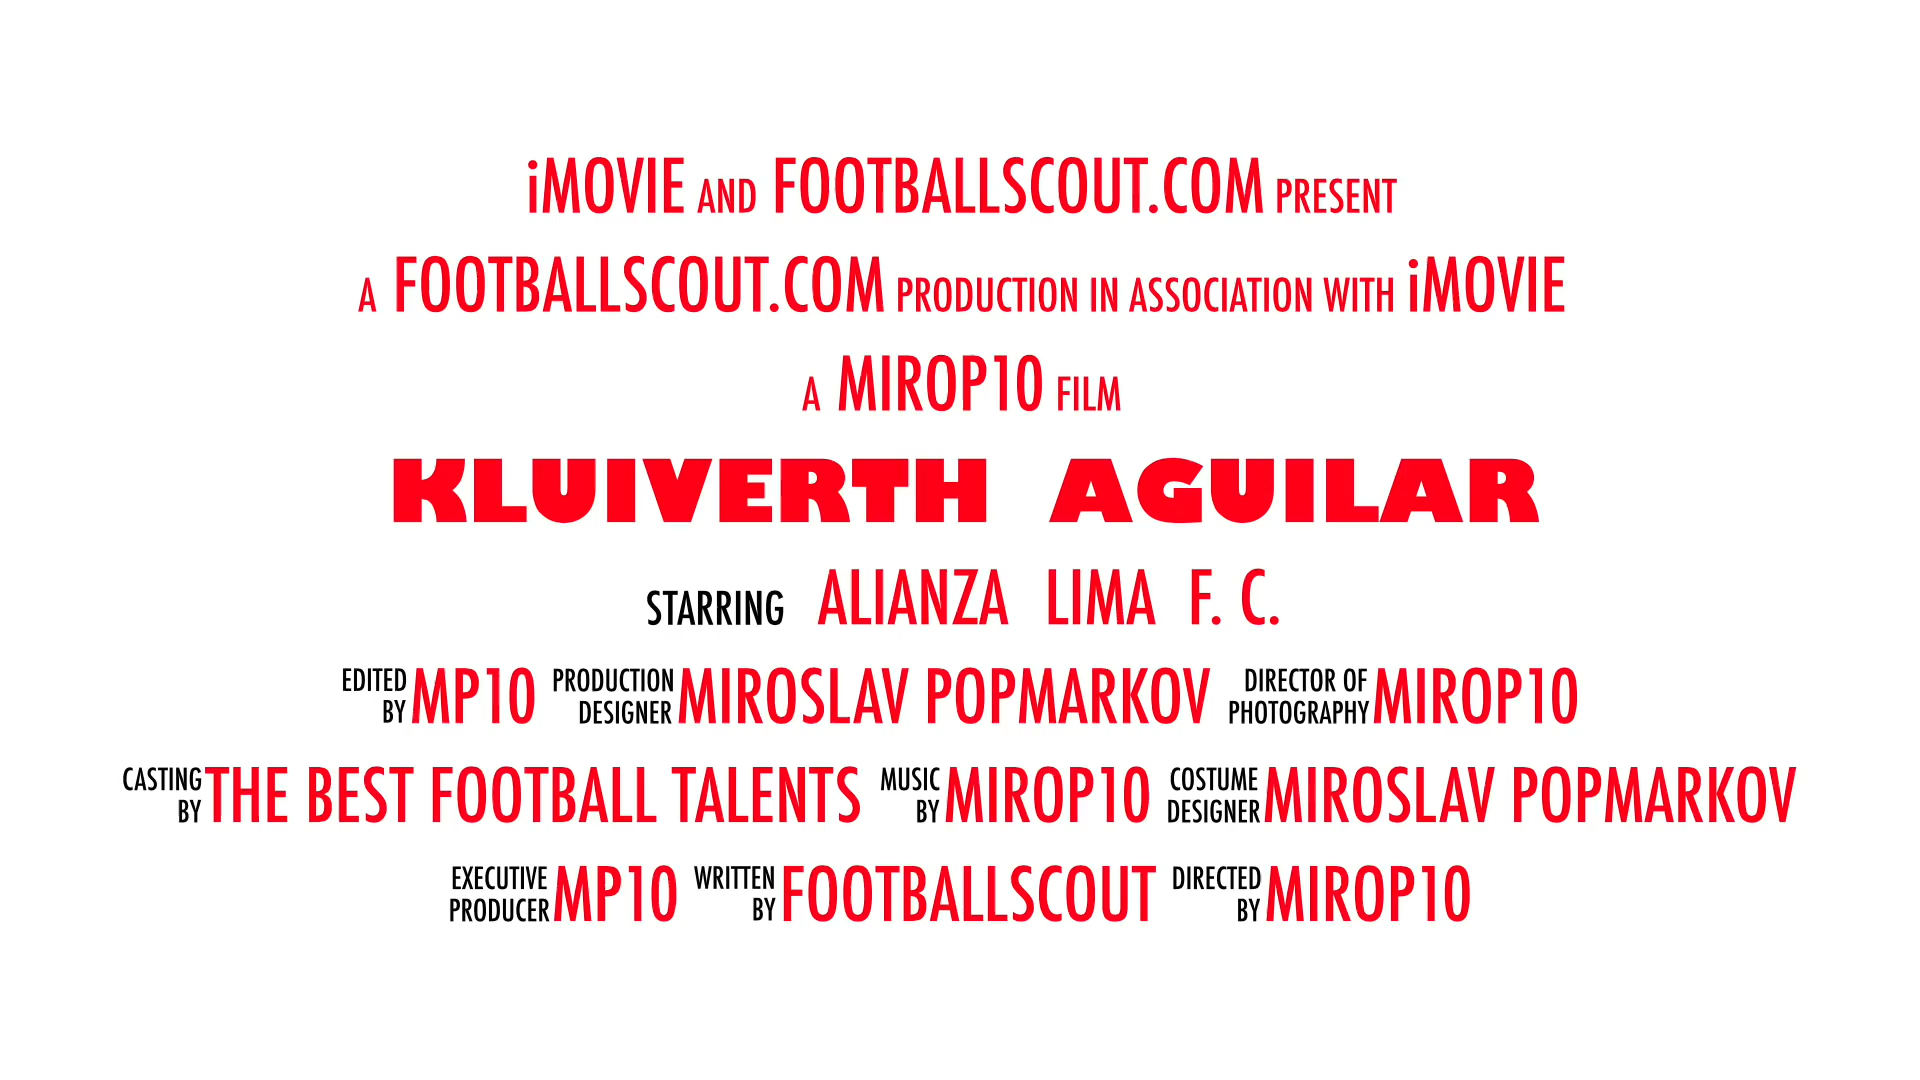 iMOVIE AND FOOTBALLSCOUT.COM PRESENT
A FOOTBALLSCOUT.COM PRODUCTION IN ASSOCIATION WITH iMOVIE
A MIROP10 FILM
KLUIVERTH AGUILAR
STARRING ALIANZA LIMA F. C.
EDITED BY MP10 PRODUCTION DESIGNER MIROSLAV POPMARKOV DIRECTOR OF PHOTOGRAPHY MIROP10
CASTING BY THE BEST FOOTBALL TALENTS MUSIC BY MIROP10 COSTUME DESIGNER MIROSLAV POPMARKOV
EXECUTIVE PRODUCER MP10 WRITTEN BY FOOTBALLSCOUT DIRECTED BY MIROP10